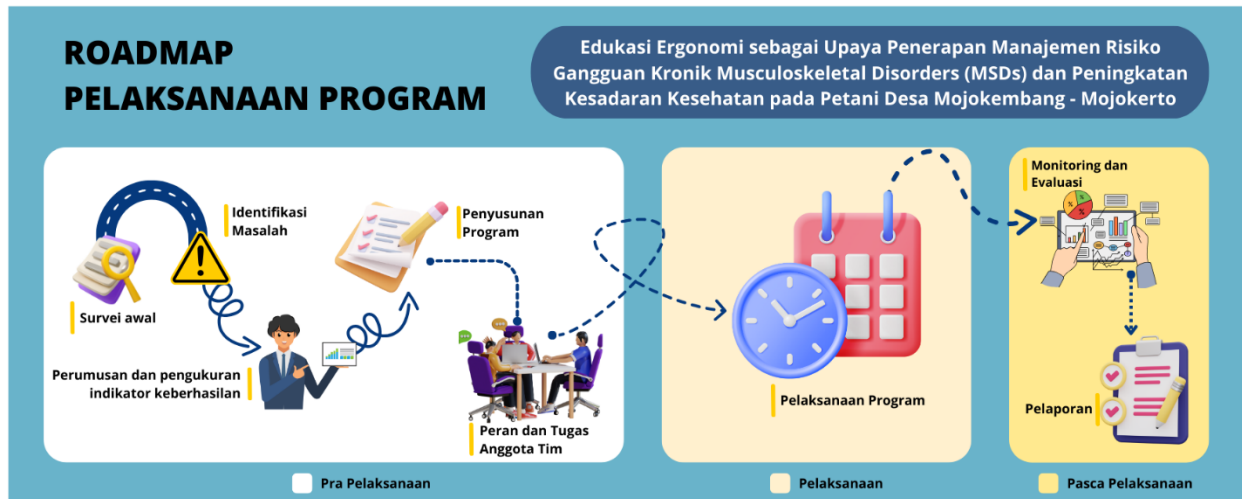 ROADMAP
PELAKSANAAN PROGRAM
Edukasi Ergonomi sebagai Upaya Penerapan Manajemen Risiko
Gangguan Kronik Musculoskeletal Disorders (MSDs) dan Peningkatan
Kesadaran Kesehatan pada Petani Desa Mojokembang - Mojokerto
Survei awal
Identifikasi
Masalah
Perumusan dan pengukuran
indikator keberhasilan
Penyusunan
Program
Peran dan Tugas
Anggota Tim
Pelaksanaan Program
Monitoring dan
Evaluasi
%
%
%
Pelaporan
Pra Pelaksanaan
Pelaksanaan
Pasca Pelaksanaan